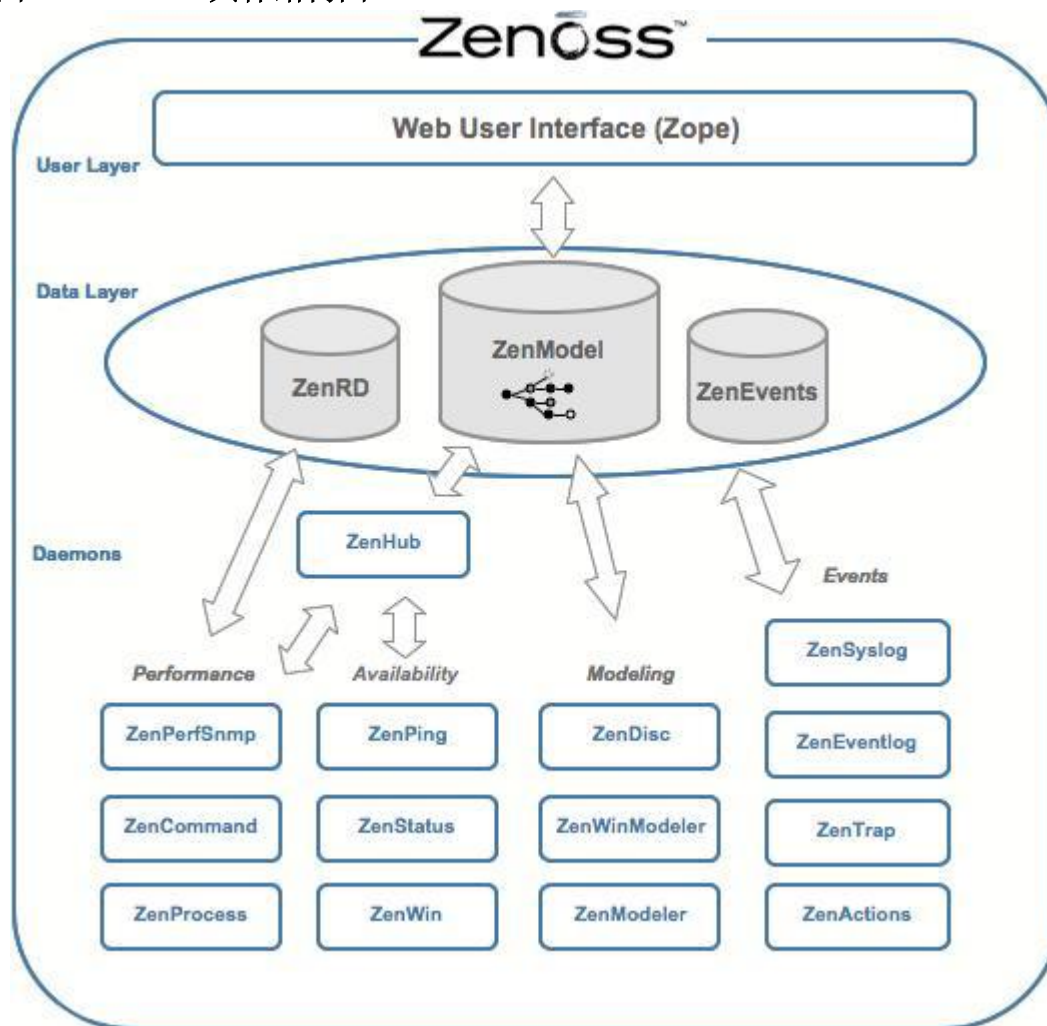 Zenoss™
Web User Interface (Zope)
User Layer
Data Layer
ZenModel
ZenRD
ZenEvents
ZenHub
Daemons
Events
ZenSyslog
Performance
Availability
Modeling
ZenPerfSnmp
ZenPing
ZenDisc
ZenEventlog
ZenCommand
ZenStatus
ZenWinModeler
ZenTrap
ZenProcess
ZenWin
ZenModeler
ZenActions